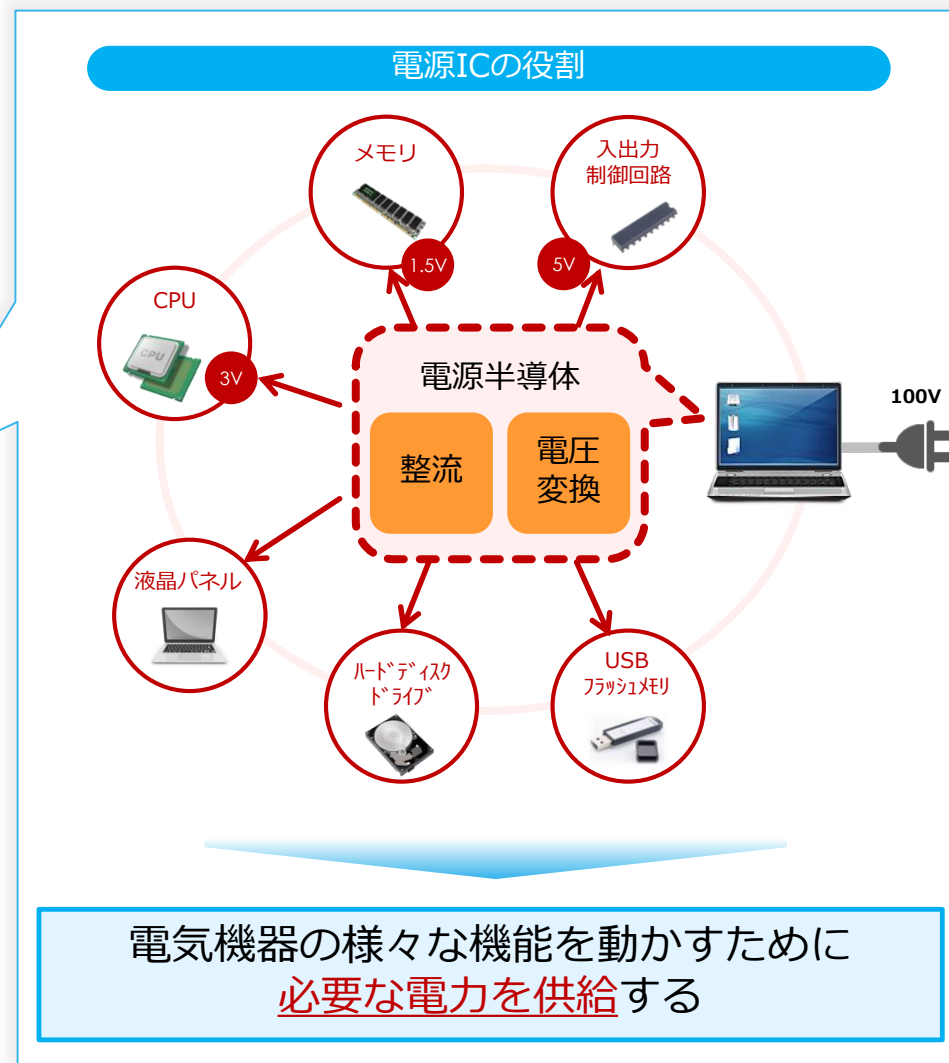 電源ICの役割
メモリ
1.5V
入出力
制御回路
5V
CPU
CPU
3V
電源半導体
整流
電圧
変換
100V
液晶パネル
ﾊｰﾄﾞﾃﾞｨｽｸ
ﾄﾞﾗｲﾌﾞ
USB
ﾌﾗｯｼｭﾒﾓﾘ
電気機器の様々な機能を動かすために
必要な電力を供給する